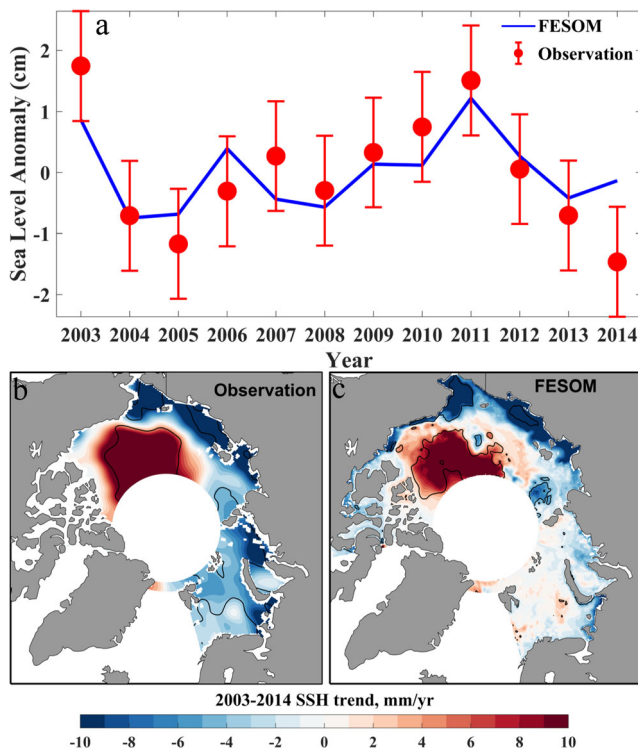 a
FESOM
Observation
Sea Level Anomaly (cm)
2
1
0
-1
-2
2003 2004 2005 2006 2007 2008 2009 2010 2011 2012 2013 2014
Year
b
Observation
c
FESOM
2003-2014 SSH trend, mm/yr
-10 -8 -6 -4 -2 0 2 4 6 8 10